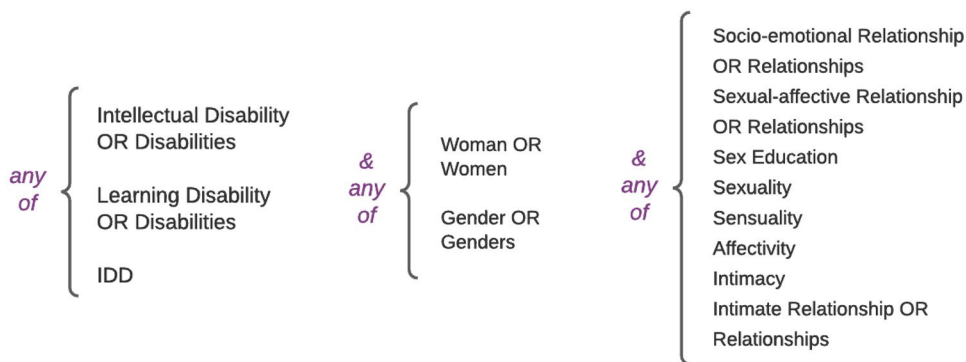 any
of
Intellectual Disability
OR Disabilities
Learning Disability
OR Disabilities
IDD
&
any
of
Woman OR
Women
Gender OR
Genders
&
any
of
Socio-emotional Relationship
OR Relationships
Sexual-affective Relationship
OR Relationships
Sex Education
Sexuality
Sensuality
Affectivity
Intimacy
Intimate Relationship OR
Relationships